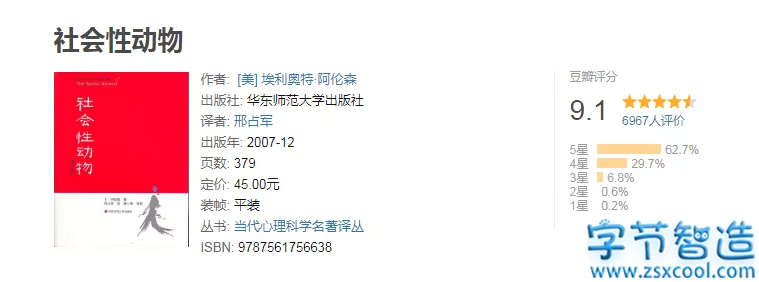 社会性动物
The Social Animal
社会性动物
作者: [美] 埃利奥特·阿伦森
出版社: 华东师范大学出版社
译者: 邢占军
出版年: 2007-12
页数: 379
定价: 45.00元
装帧: 平装
丛书: 当代心理科学名著译丛
ISBN: 9787561756638
豆瓣评分
9.1
6967人评价
5星 62.7%
4星 29.7%
3星 6.8%
2星 0.6%
1星 0.2%
字节智造
www.zsxcool.com